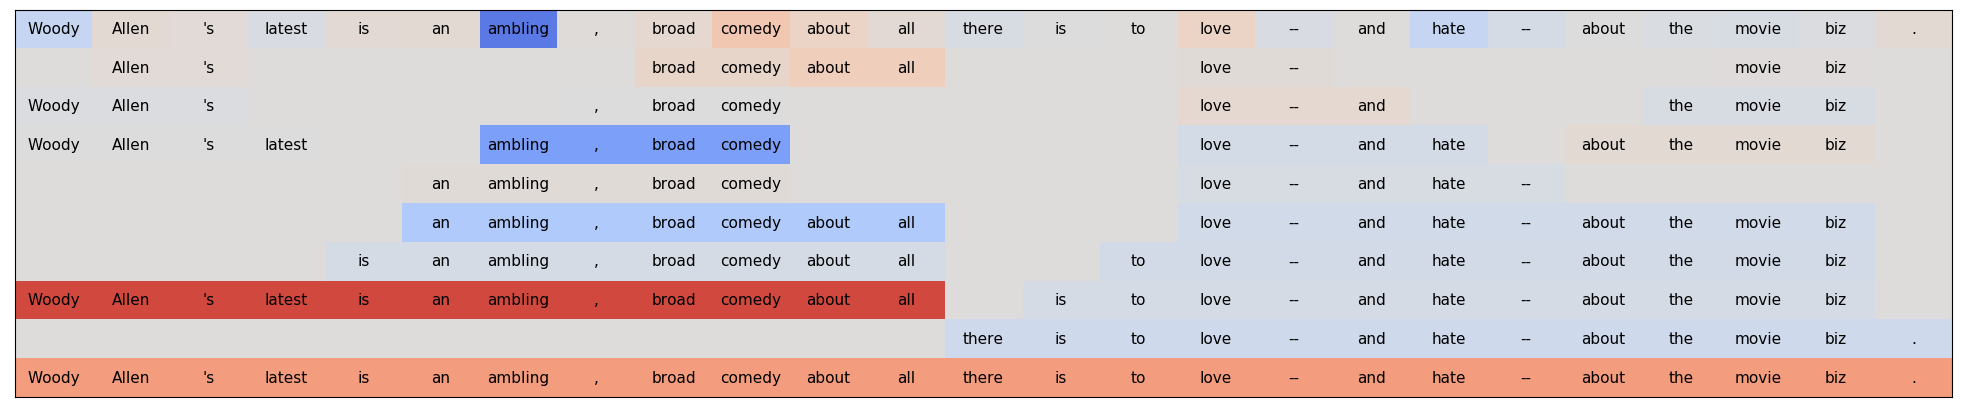 Woody Allen 's latest is an ambling , broad comedy about all there is to love -- and hate -- about the movie biz .
Allen 's broad comedy about all love -- movie biz
Woody Allen 's , broad comedy love -- and the movie biz
Woody Allen 's latest ambling , broad comedy love -- and hate about the movie biz
an ambling , broad comedy love -- and hate --
an ambling , broad comedy about all love -- and hate -- about the movie biz
is an ambling , broad comedy about all to love -- and hate -- about the movie biz
Woody Allen 's latest is an ambling , broad comedy about all is to love -- and hate -- about the movie biz
there is to love -- and hate -- about the movie biz .
Woody Allen 's latest is an ambling , broad comedy about all there is to love -- and hate -- about the movie biz .